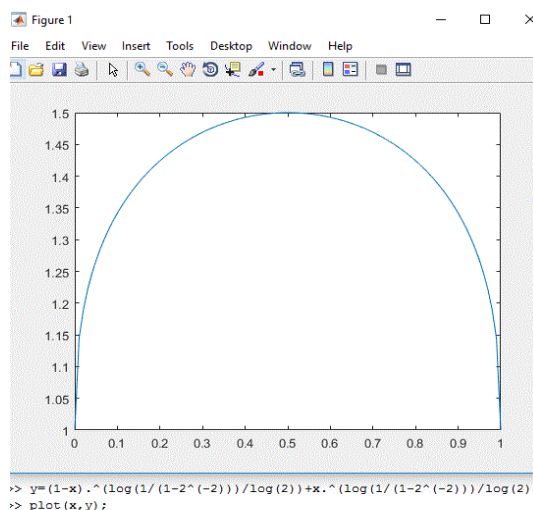 Figure 1
File Edit View Insert Tools Desktop Window Help
1.5
1.45
1.4
1.35
1.3
1.25
1.2
1.15
1.1
1.05
1
0 0.1 0.2 0.3 0.4 0.5 0.6 0.7 0.8 0.9 1
>> y=(1-x).^(log(1/(1-2^(-2)))/log(2))+x.^(log(1/(1-2^(-2)))/log(2)
>> plot(x,y);